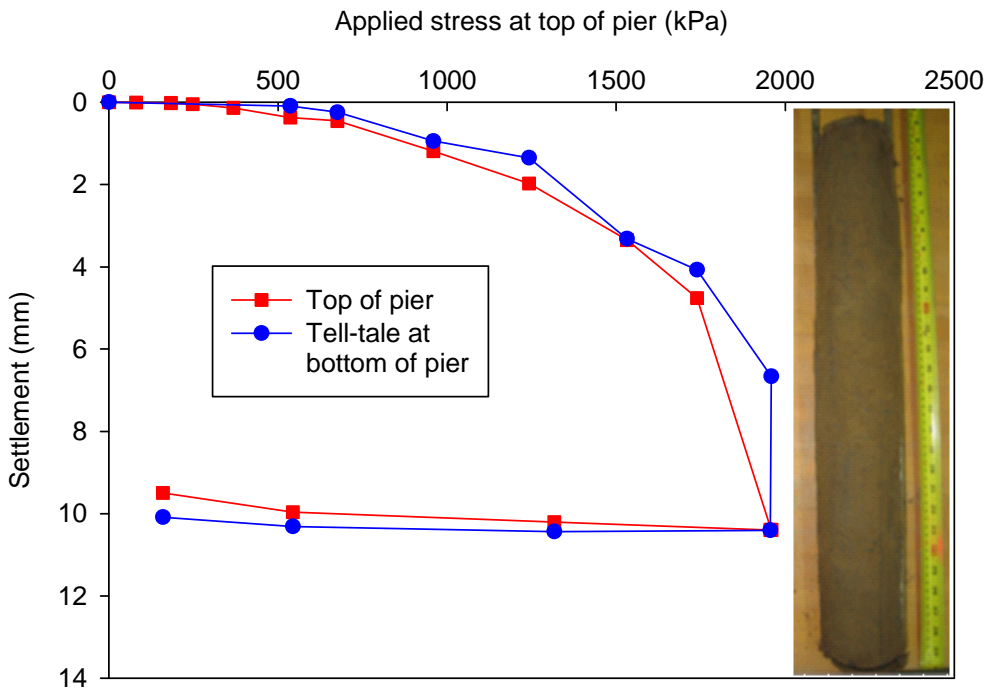 Applied stress at top of pier (kPa)
0 500 1000 1500 2000 2500
0
2
4
6
8
10
12
14
Settlement (mm)
Top of pier
Tell-tale at
bottom of pier